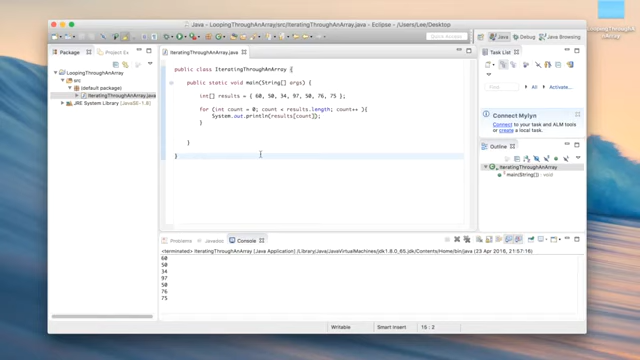 Java - LoopingThroughAnArray/src/IteratingThroughAnArray.java - Eclipse - /Users/Lee/Desktop
Quick Access
Java
Debug
Java Browsing
Package
Project Ex
LoopingThroughAnArray
src
(default package)
IteratingThroughAnArray.java
JRE System Library [JavaSE-1.8]
IteratingThroughAnArray.java
public class IteratingThroughAnArray {
public static void main(String[] args) {
int[] results = { 60, 50, 34, 97, 50, 76, 75 };
for (int count = 0; count < results.length; count++ ){
System.out.println(results[count]);
}
}
}
Task List
Find
All
Activate...
Connect Mylyn
Connect to your task and ALM tools or create a local task.
Outline
IteratingThroughAnArray
main(String[]) : void
Problems
Javadoc
Console
<terminated> IteratingThroughAnArray [Java Application] /Library/Java/JavaVirtualMachines/jdk1.8.0_65.jdk/Contents/Home/bin/java (23 Apr 2016, 21:57:16)
60
50
34
97
50
76
75
Writable
Smart Insert
15 : 2